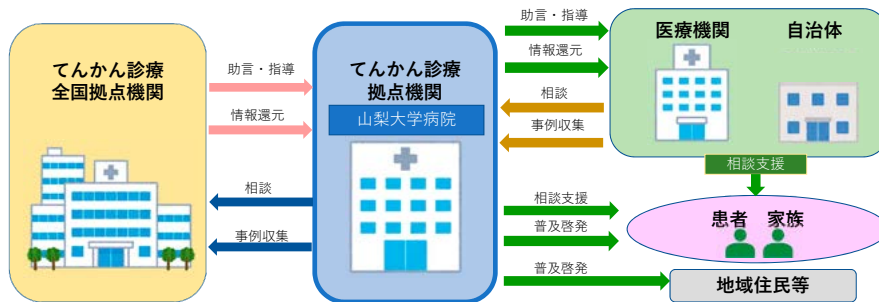 てんかん診療
全国拠点機関
助言・指導
情報還元
相談
事例収集
てんかん診療
拠点機関
山梨大学病院
助言・指導
情報還元
相談
事例収集
医療機関
自治体
相談支援
相談支援
普及啓発
普及啓発
患者 家族
地域住民等